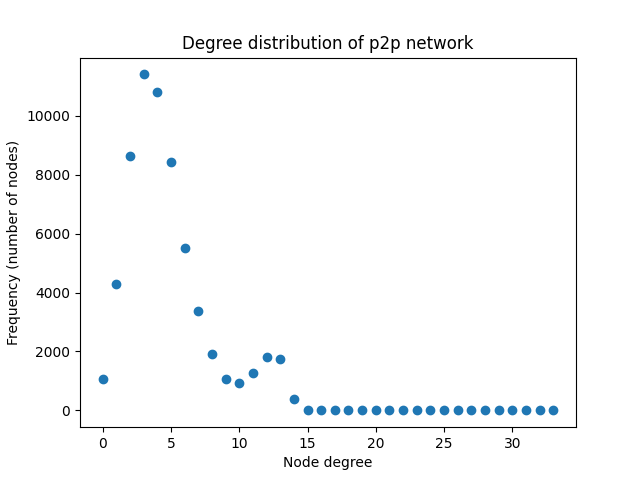 Degree distribution of p2p network
Frequency (number of nodes)
10000
8000
6000
4000
2000
0
0 5 10 15 20 25 30
Node degree